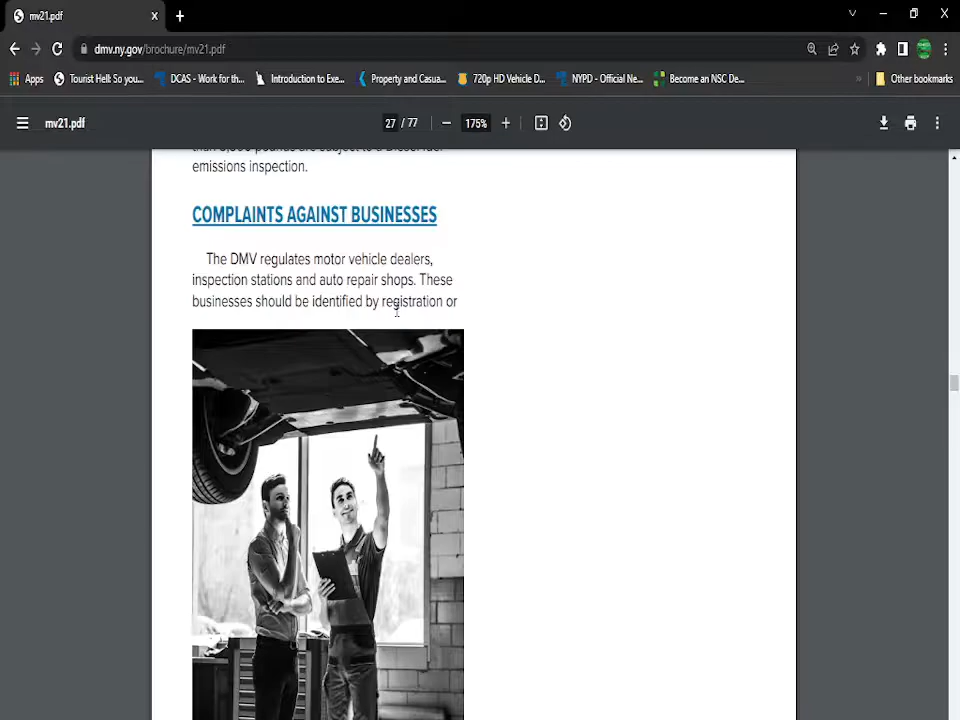 mv21.pdf
dmv.ny.gov/brochure/mv21.pdf
Apps
Tourist Helt: So you...
DCAS - Work for th...
Introduction to Exe...
Property and Casua...
720p HD Vehicle D...
NYPD - Official Ne...
Become an NSC De...
»
Other bookmarks
mv21.pdf
27 / 77
175%
emissions inspection.
COMPLAINTS AGAINST BUSINESSES
The DMV regulates motor vehicle dealers,
inspection stations and auto repair shops. These
businesses should be identified by registration or